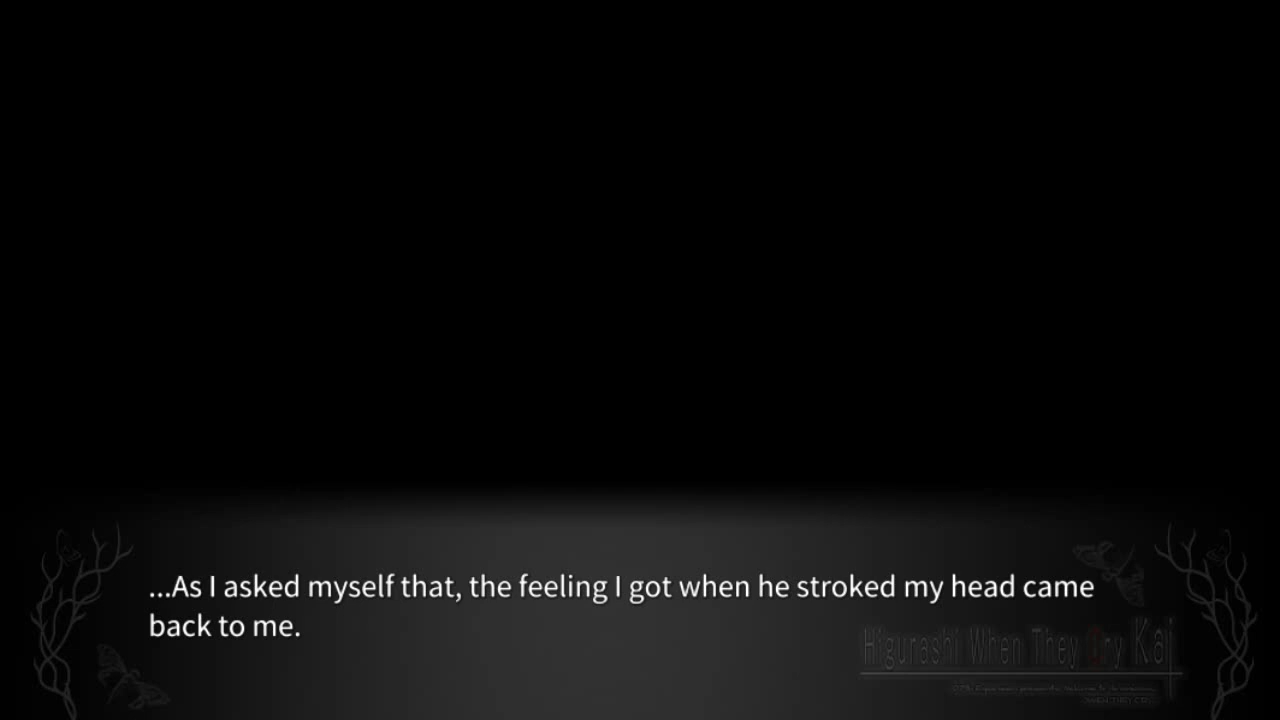 ...As I asked myself that, the feeling I got when he stroked my head came
back to me.
Higurashi When They Cry Kai